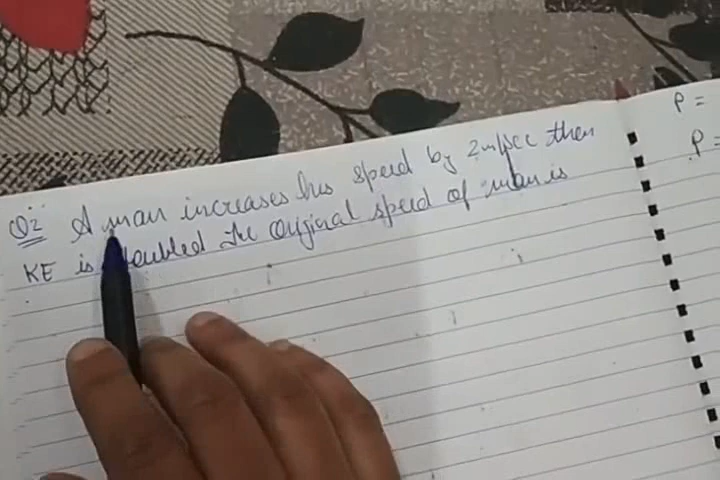 Q2 A man increases his speed by 2m/sec then
KE is doubled The original speed of man is
P =
P =